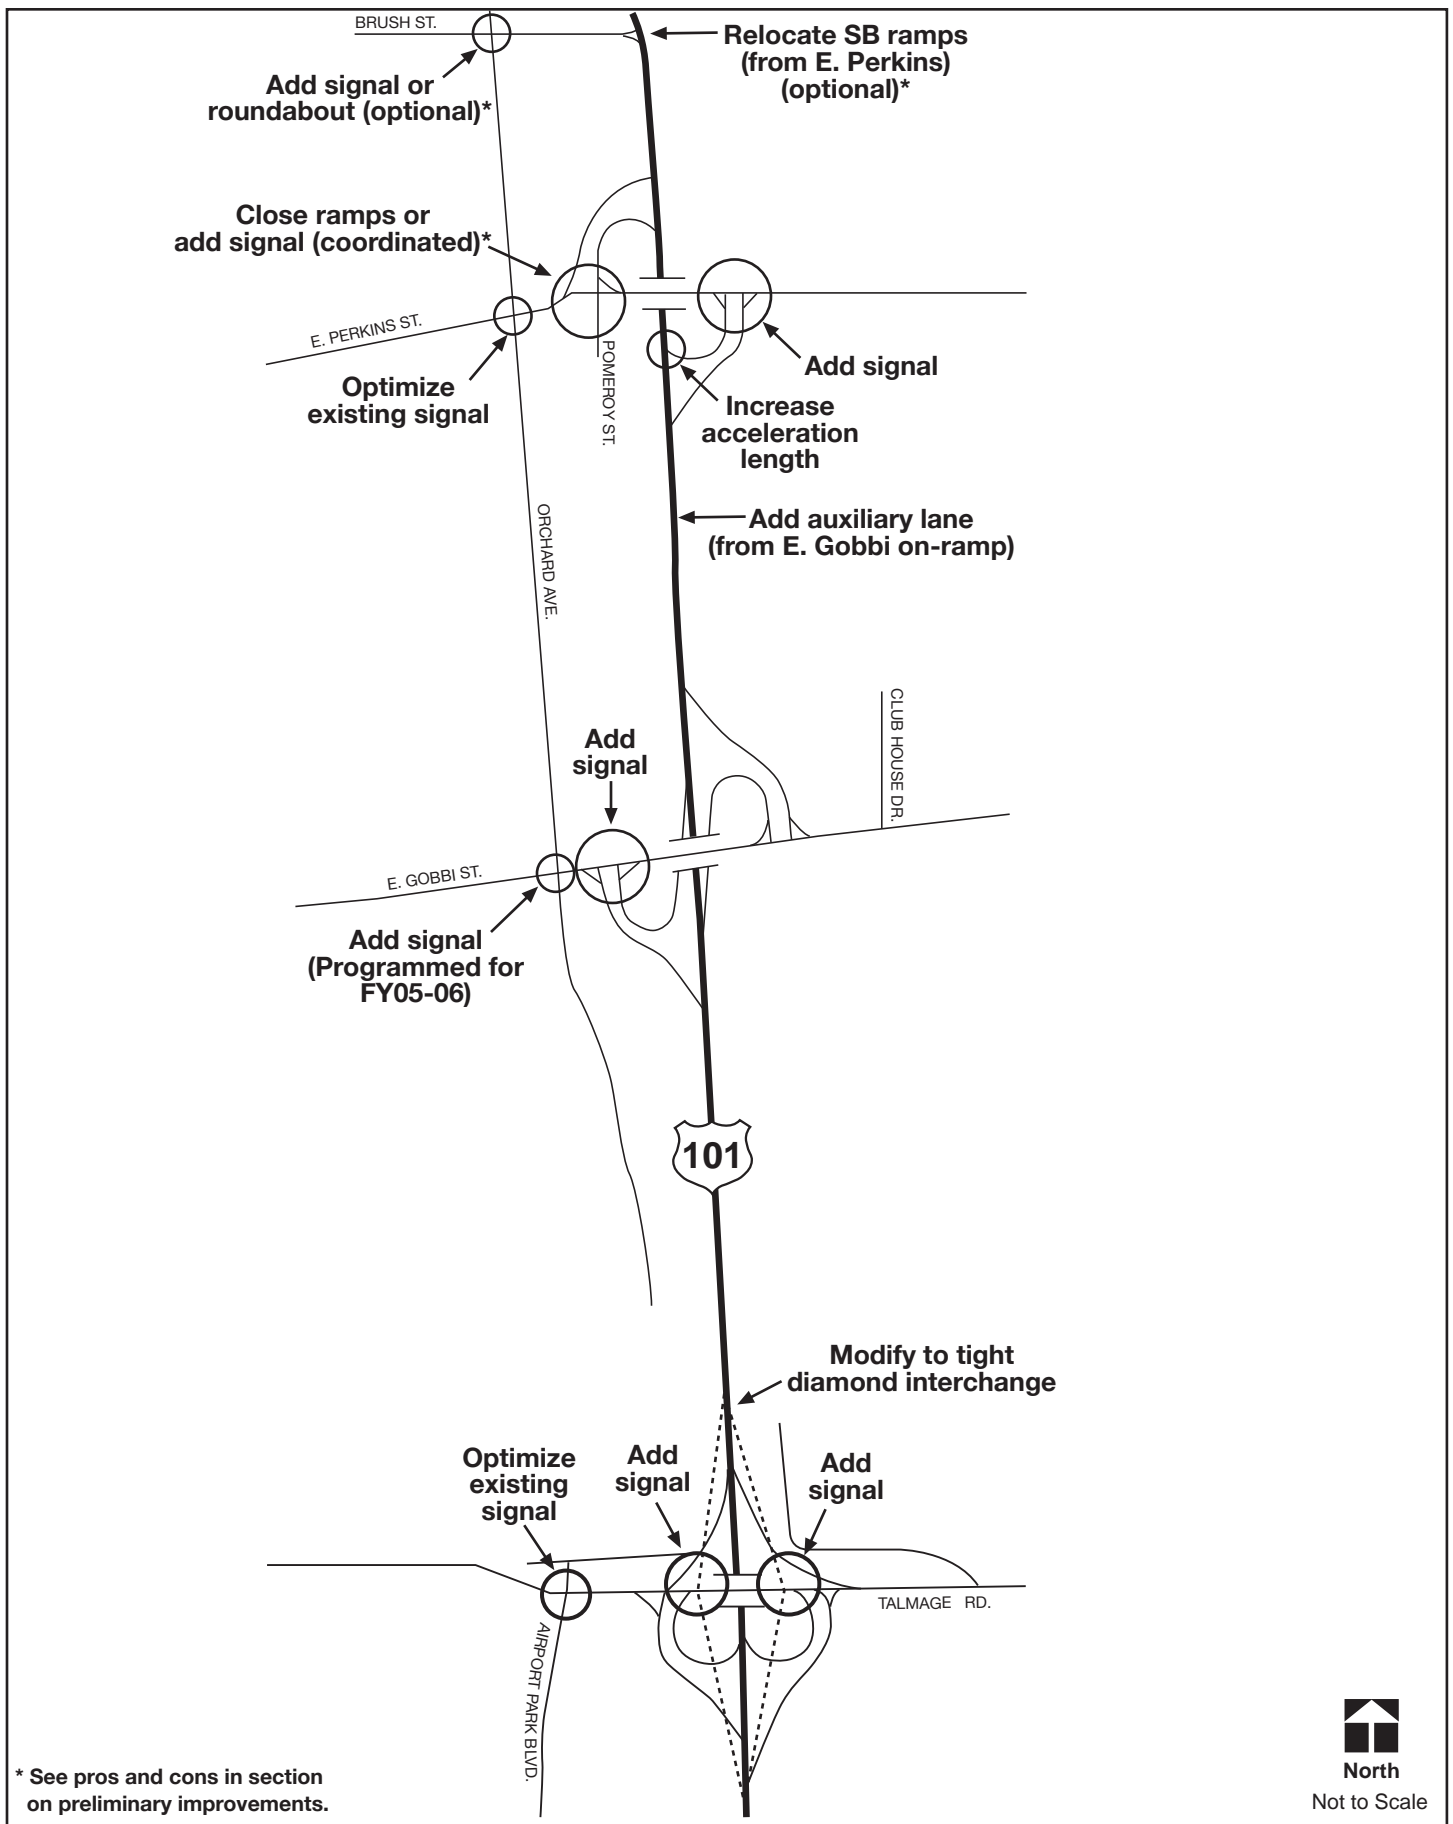 BRUSH ST.
Relocate SB ramps
(from E. Perkins)
(optional)*
Add signal or
roundabout (optional)*
Close ramps or
add signal (coordinated)*
E. PERKINS ST.
POMEROY ST.
Add signal
Optimize
existing signal
Increase
acceleration
length
ORCHARD AVE.
Add auxiliary lane
(from E. Gobbi on-ramp)
CLUB HOUSE DR.
Add
signal
E. GOBBI ST.
Add signal
(Programmed for
FY05-06)
101
Modify to tight
diamond interchange
Optimize
existing
signal
Add
signal
Add
signal
TALMAGE RD.
AIRPORT PARK BLVD.
* See pros and cons in section
on preliminary improvements.
North
Not to Scale